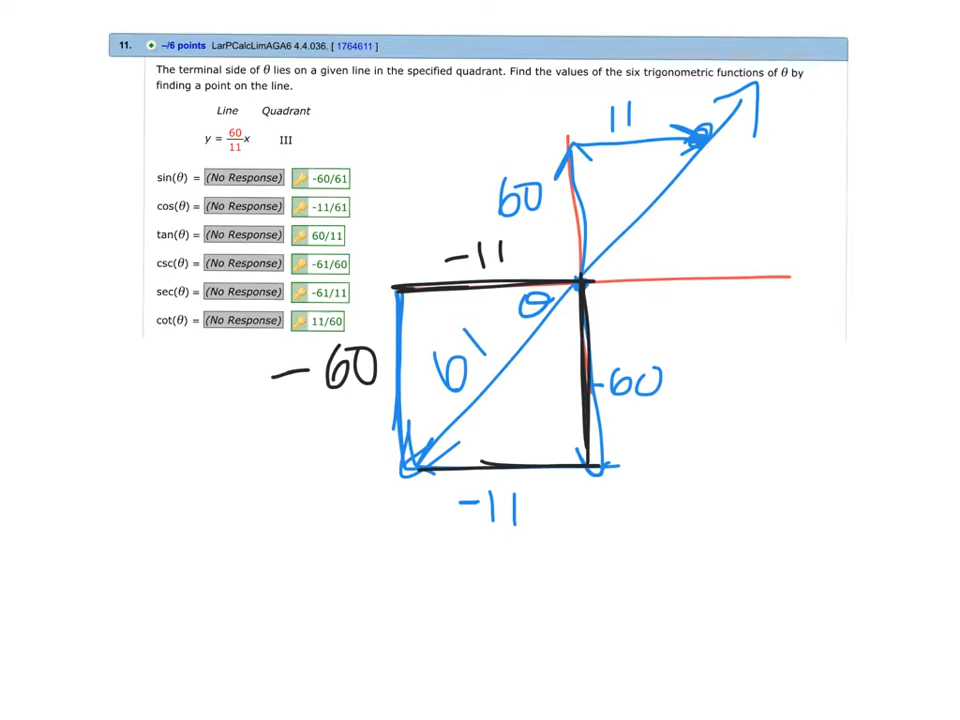 11. –/6 points LarPCalcLimAGA6 4.4.036. [ 1764611 ]
The terminal side of θ lies on a given line in the specified quadrant. Find the values of the six trigonometric functions of θ by
finding a point on the line.
Line Quadrant
y = 60/11 x III
sin(θ) = (No Response) -60/61
cos(θ) = (No Response) -11/61
tan(θ) = (No Response) 60/11
csc(θ) = (No Response) -61/60
sec(θ) = (No Response) -61/11
cot(θ) = (No Response) 11/60
11
60
-11
θ
-60
61
-60
-11